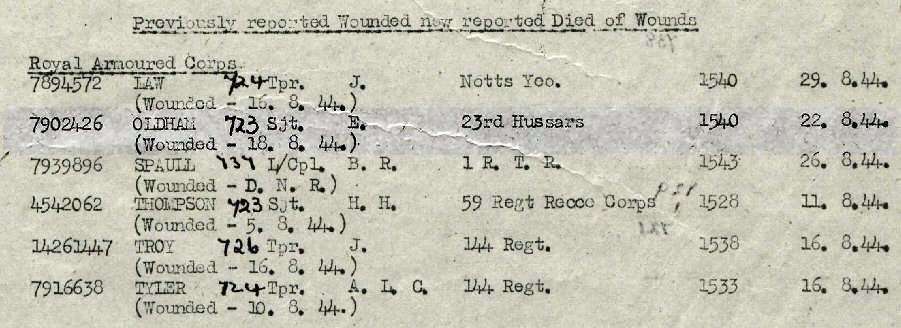 Previously reported Wounded now reported Died of Wounds
Royal Armoured Corps.
7894572 LAW 724 Tpr. J. Notts Yeo. 1540 29. 8.44.
(Wounded - 16. 8. 44.)
7902426 OLDHAM 723 Sjt. E. 23rd Hussars 1540 22. 8.44.
(Wounded - 18. 8. 44.)
7939896 SPAULL L/Cpl. B. R. 1 R. T. R. 1543 26. 8.44.
(Wounded - D. N. R.)
4542062 THOMPSON 723 Sjt. H. H. 59 Regt Recce Corps 1528 11. 8.44.
(Wounded - 5. 8. 44.)
14261447 TROY 726 Tpr. J. 144 Regt. 1538 16. 8.44.
(Wounded - 16. 8. 44.)
7916638 TYLER 724 Tpr. A. L. C. 144 Regt. 1533 16. 8.44.
(Wounded - 10. 8. 44.)